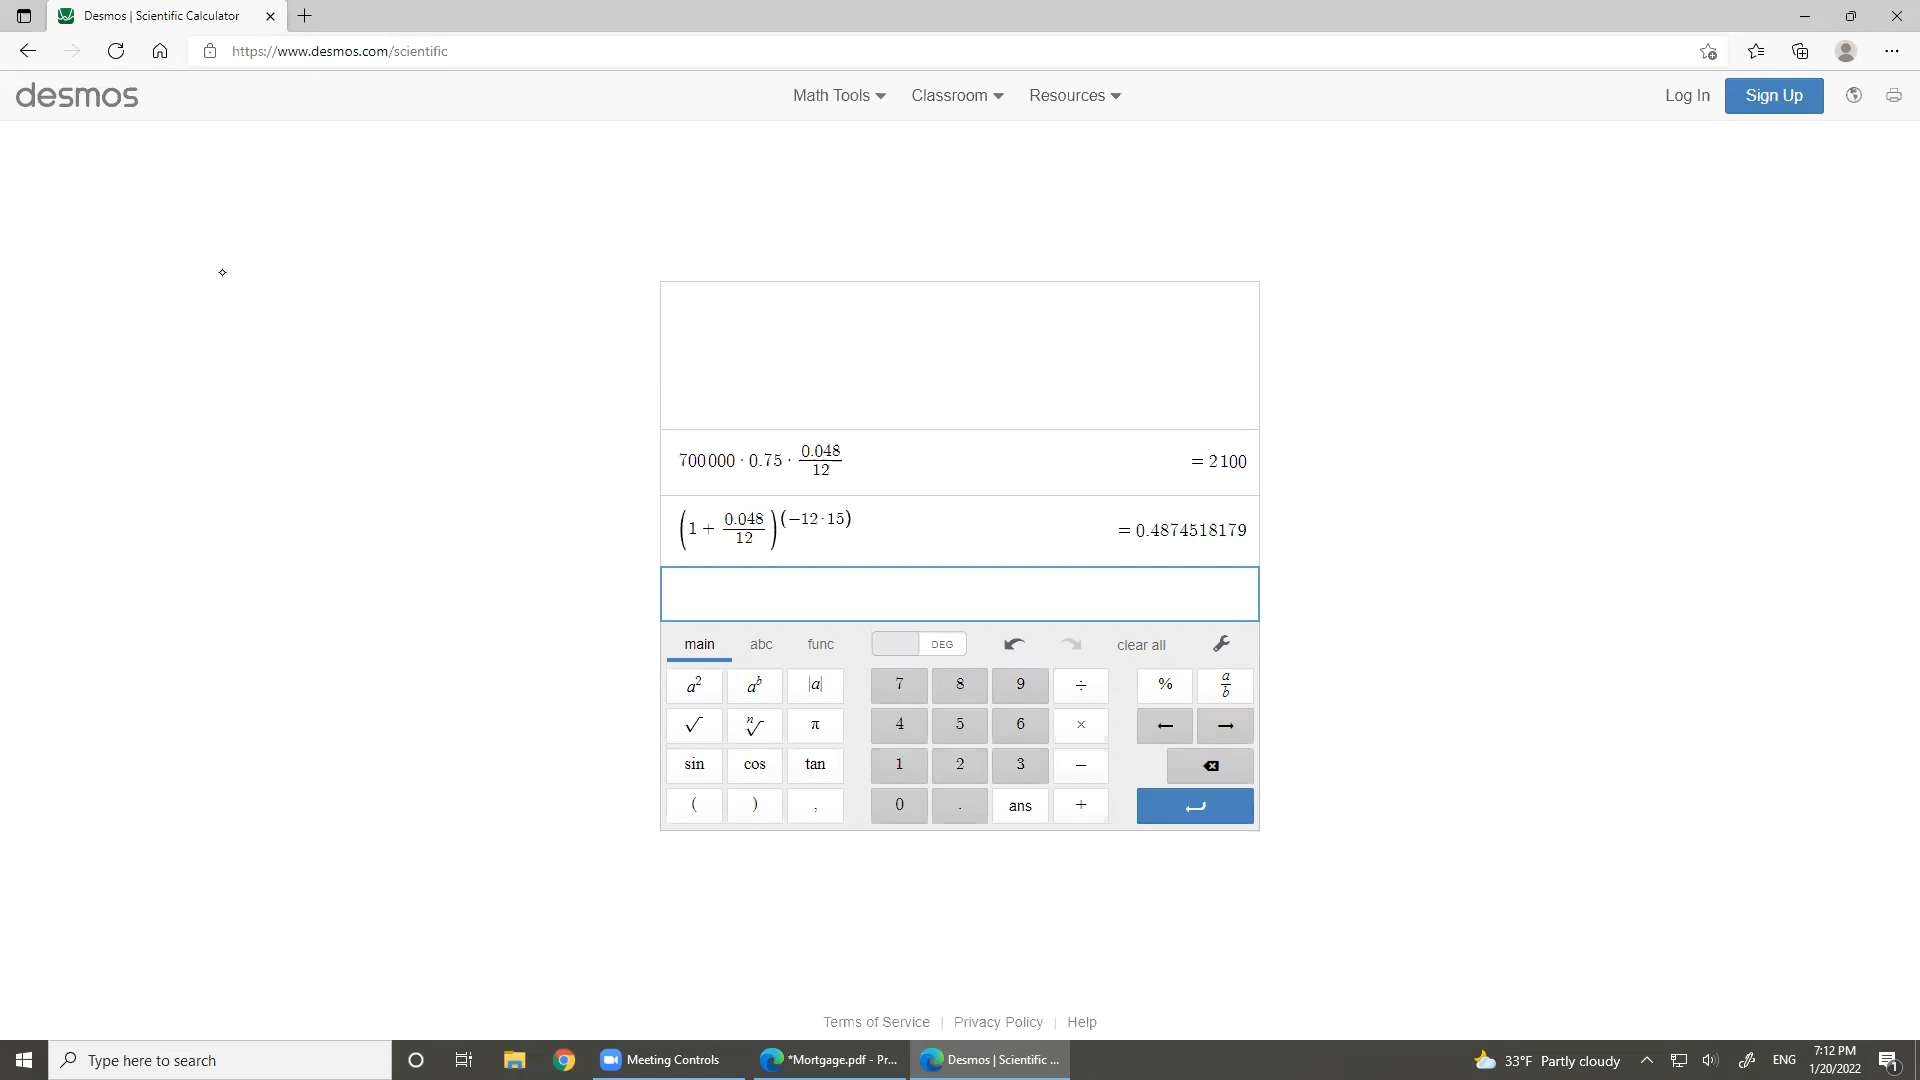 Desmos | Scientific Calculator
https://www.desmos.com/scientific
desmos
Math Tools
Classroom
Resources
Log In
Sign Up
700000 · 0.75 · 0.048/12 = 2100
(1 + 0.048/12)^(−12·15) = 0.4874518179
main abc func DEG clear all
a² aᵇ |a| 7 8 9 ÷ % a/b
√ ⁿ√ π 4 5 6 × ← →
sin cos tan 1 2 3 −
( ) , 0 . ans +
Terms of Service | Privacy Policy | Help
Type here to search
Meeting Controls
*Mortgage.pdf - Pr...
Desmos | Scientific ...
33°F Partly cloudy
ENG
7:12 PM
1/20/2022
1